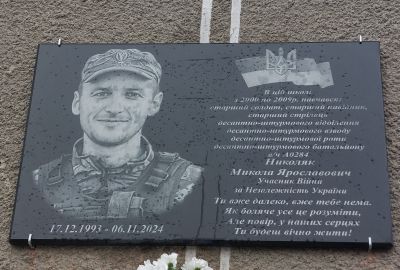 В цій школі
з 2000 по 2009р. навчався:
старший солдат, старший навідник,
старший стрілець
десантно-штурмового відділення
десантно-штурмового взводу
десантно-штурмової роти
десантно-штурмового батальйону
в/ч А0284
Николяк
Микола Ярославович
Учасник Війни
за Незалежність України
Ти вже далеко, вже тебе нема.
Як боляче усе це розуміти,
Але повір, у наших серцях
Ти будеш вічно жити!
17.12.1993 - 06.11.2024